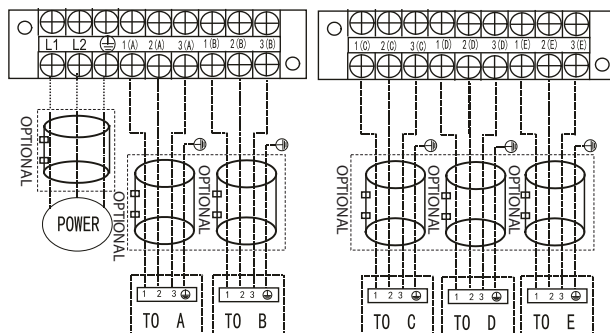 L1 L2 1(A) 2(A) 3(A) 1(B) 2(B) 3(B)
1(C) 2(C) 3(C) 1(D) 2(D) 3(D) 1(E) 2(E) 3(E)
OPTIONAL
POWER
OPTIONAL
OPTIONAL
OPTIONAL
OPTIONAL
OPTIONAL
1 2 3
1 2 3
1 2 3
1 2 3
1 2 3
TO A
TO B
TO C
TO D
TO E